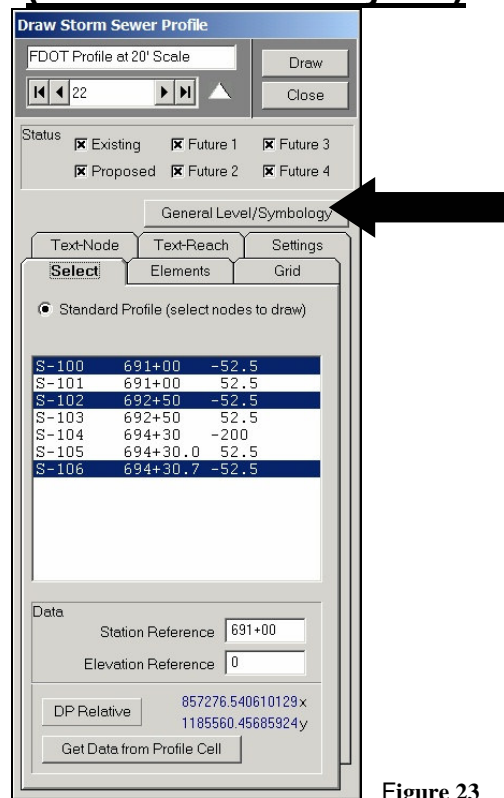 Draw Storm Sewer Profile
FDOT Profile at 20' Scale
Draw
22
Close
Status
Existing Future 1 Future 3
Proposed Future 2 Future 4
General Level/Symbology
Text-Node Text-Reach Settings
Select Elements Grid
Standard Profile (select nodes to draw)
S-100 691+00 -52.5
S-101 691+00 52.5
S-102 692+50 -52.5
S-103 692+50 52.5
S-104 694+30 -200
S-105 694+30.0 52.5
S-106 694+30.7 -52.5
Data
Station Reference 691+00
Elevation Reference 0
DP Relative
857276.540610129x
1185560.45685924y
Get Data from Profile Cell
Figure 23